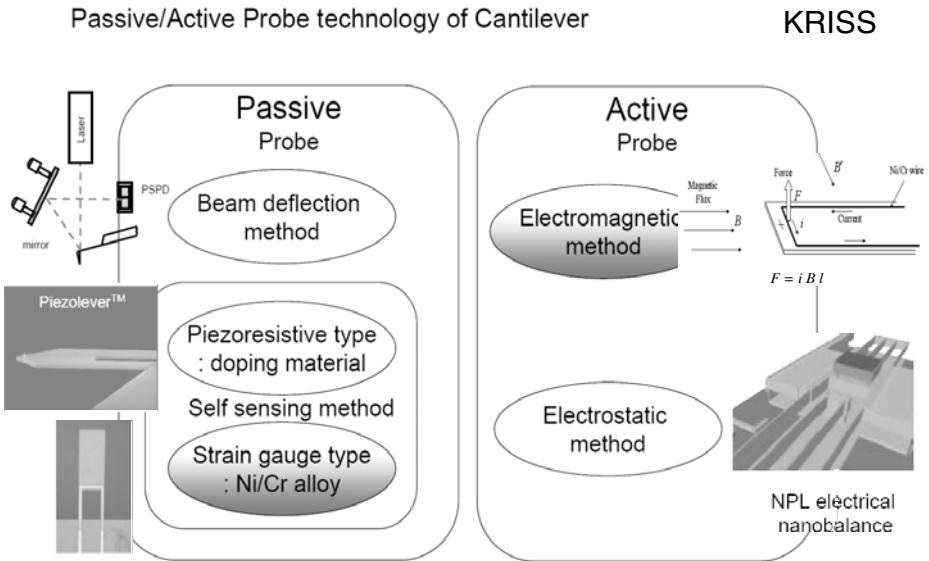 Passive/Active Probe technology of Cantilever
KRISS
Passive
Probe
Laser
PSPD
mirror
Beam deflection
method
Piezolever™
Piezoresistive type
: doping material
Self sensing method
Strain gauge type
: Ni/Cr alloy
Active
Probe
Electromagnetic
method
Magnetic
Flux
B
Force
F
i
B'
Ni/Cr wire
Current
F = i B l
Electrostatic
method
NPL electrical
nanobalance